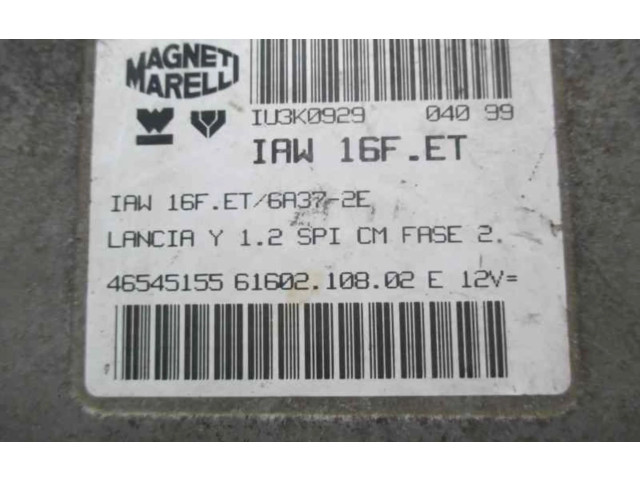 MAGNETI
MARELLI
IU3K0929 040 99
IAW 16F.ET
IAW 16F.ET/6A37-2E
LANCIA Y 1.2 SPI CM FASE 2.
46545155 61602.108.02 E 12V=